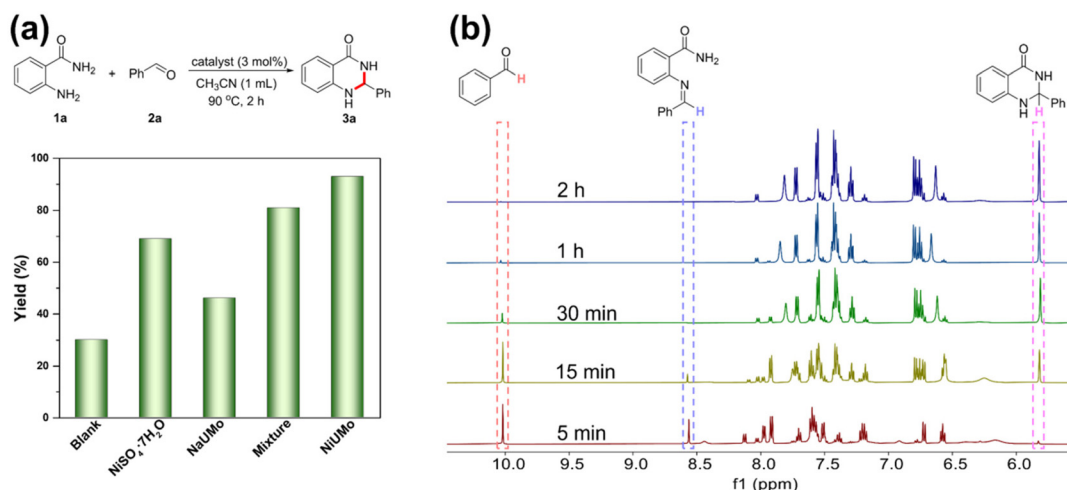 (a)
O
NH2
NH2
1a
+
Ph
O
2a
catalyst (3 mol%)
CH3CN (1 mL)
90 °C, 2 h
O
NH
N
H
Ph
3a
Yield (%)
100
80
60
40
20
0
Blank
NiSO4·7H2O
NaUMo
Mixture
NiUMo
(b)
O
H
O
NH2
N
Ph
H
O
NH
N
H
Ph
H
2 h
1 h
30 min
15 min
5 min
10.0 9.5 9.0 8.5 8.0 7.5 7.0 6.5 6.0
f1 (ppm)